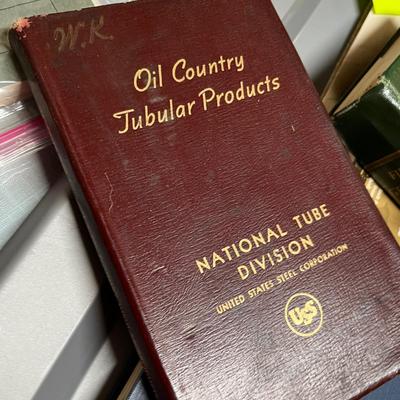 W.K.
Oil Country
Tubular Products
NATIONAL TUBE
DIVISION
UNITED STATES STEEL CORPORATION
USS